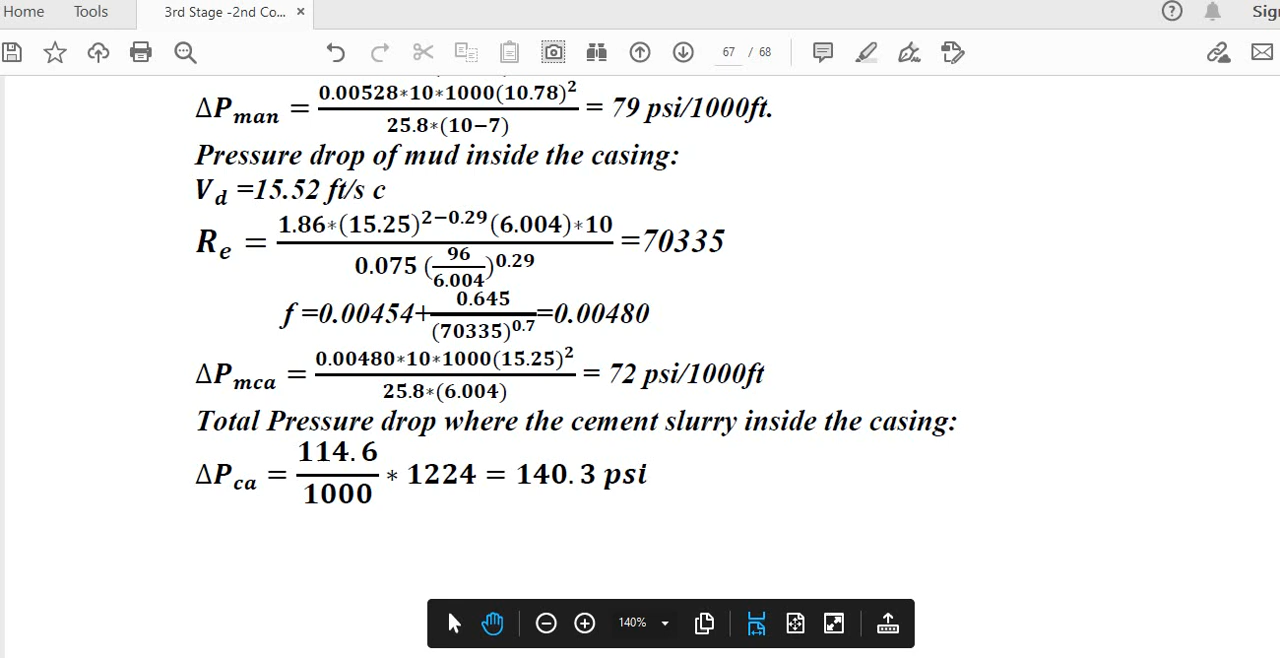 Home Tools 3rd Stage -2nd Co... × ? Sig
67 / 68
ΔP_man = 0.00528*10*1000(10.78)^2 / 25.8*(10−7) = 79 psi/1000ft.
Pressure drop of mud inside the casing:
V_d =15.52 ft/s c
R_e = 1.86*(15.25)^2−0.29 (6.004)*10 / 0.075 (96/6.004)^0.29 =70335
f =0.00454+ 0.645 / (70335)^0.7 =0.00480
ΔP_mca = 0.00480*10*1000(15.25)^2 / 25.8*(6.004) = 72 psi/1000ft
Total Pressure drop where the cement slurry inside the casing:
ΔP_ca = 114.6 / 1000 * 1224 = 140.3 psi
140%